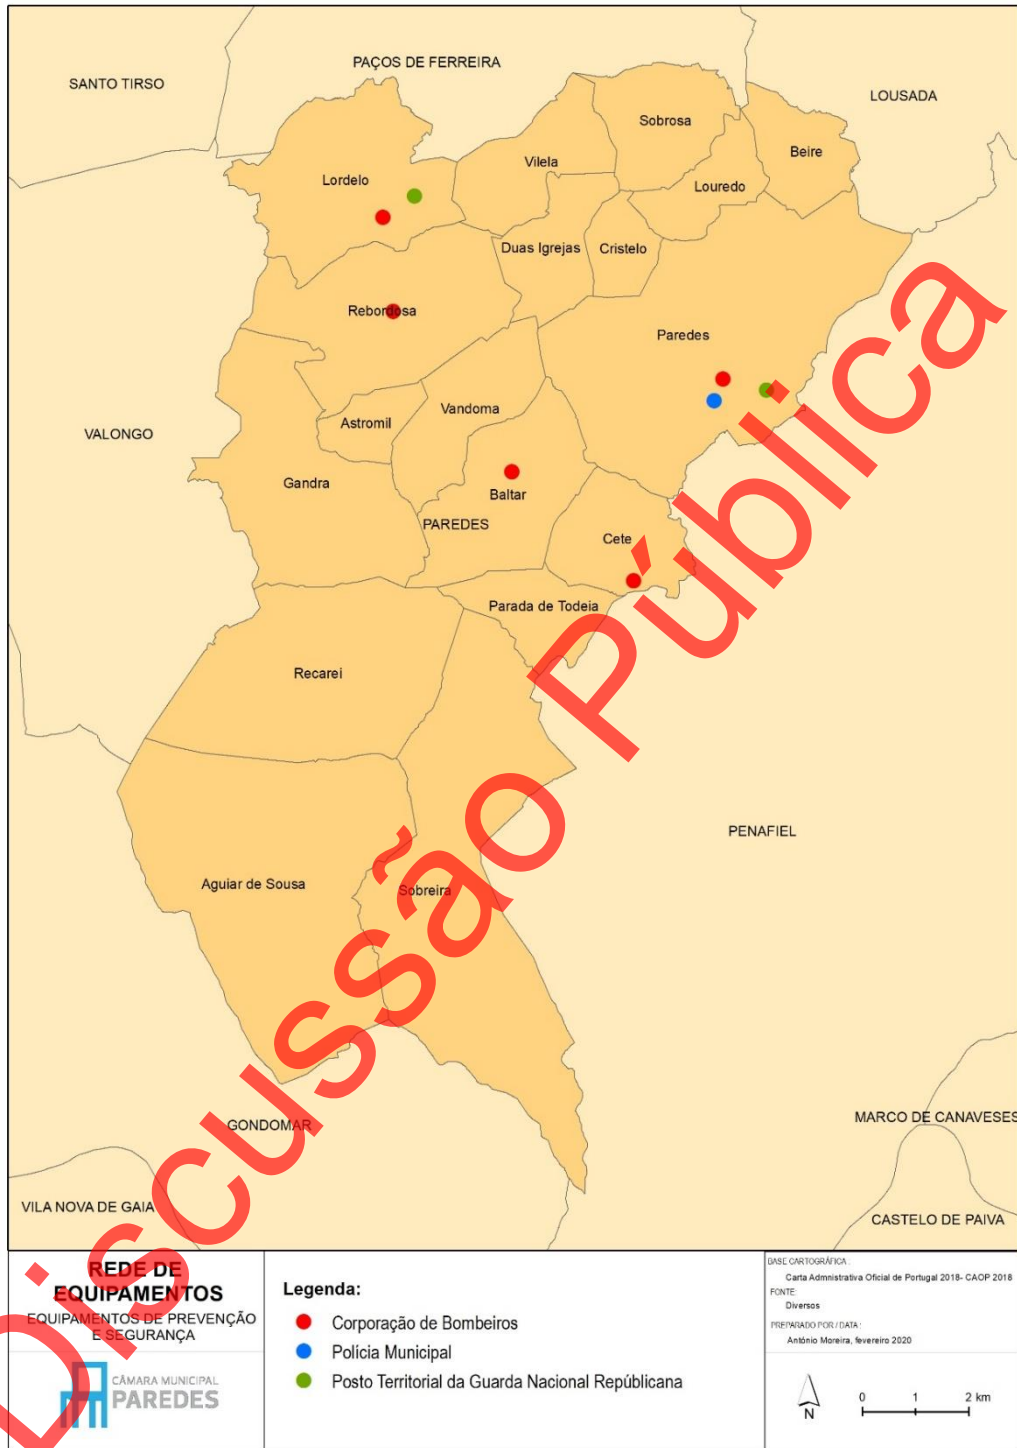 PAÇOS DE FERREIRA
SANTO TIRSO
LOUSADA
Sobrosa
Beire
Vilela
Lordelo
Louredo
Duas Igrejas
Cristelo
Rebordosa
Paredes
Vandoma
Astromil
VALONGO
Gandra
Baltar
PAREDES
Cete
Parada de Todeia
Recarei
PENAFIEL
Aguiar de Sousa
Sobreira
GONDOMAR
MARCO DE CANAVESES
VILA NOVA DE GAIA
CASTELO DE PAIVA
Discussão Pública
REDE DE
EQUIPAMENTOS
EQUIPAMENTOS DE PREVENÇÃO
E SEGURANÇA
CÂMARA MUNICIPAL
PAREDES
Legenda:
Corporação de Bombeiros
Polícia Municipal
Posto Territorial da Guarda Nacional Repúblicana
BASE CARTOGRÁFICA :
Carta Admnistrativa Oficial de Portugal 2018- CAOP 2018
FONTE:
Diversos
PREPARADO POR / DATA :
António Moreira, fevereiro 2020
N
0 1 2 km